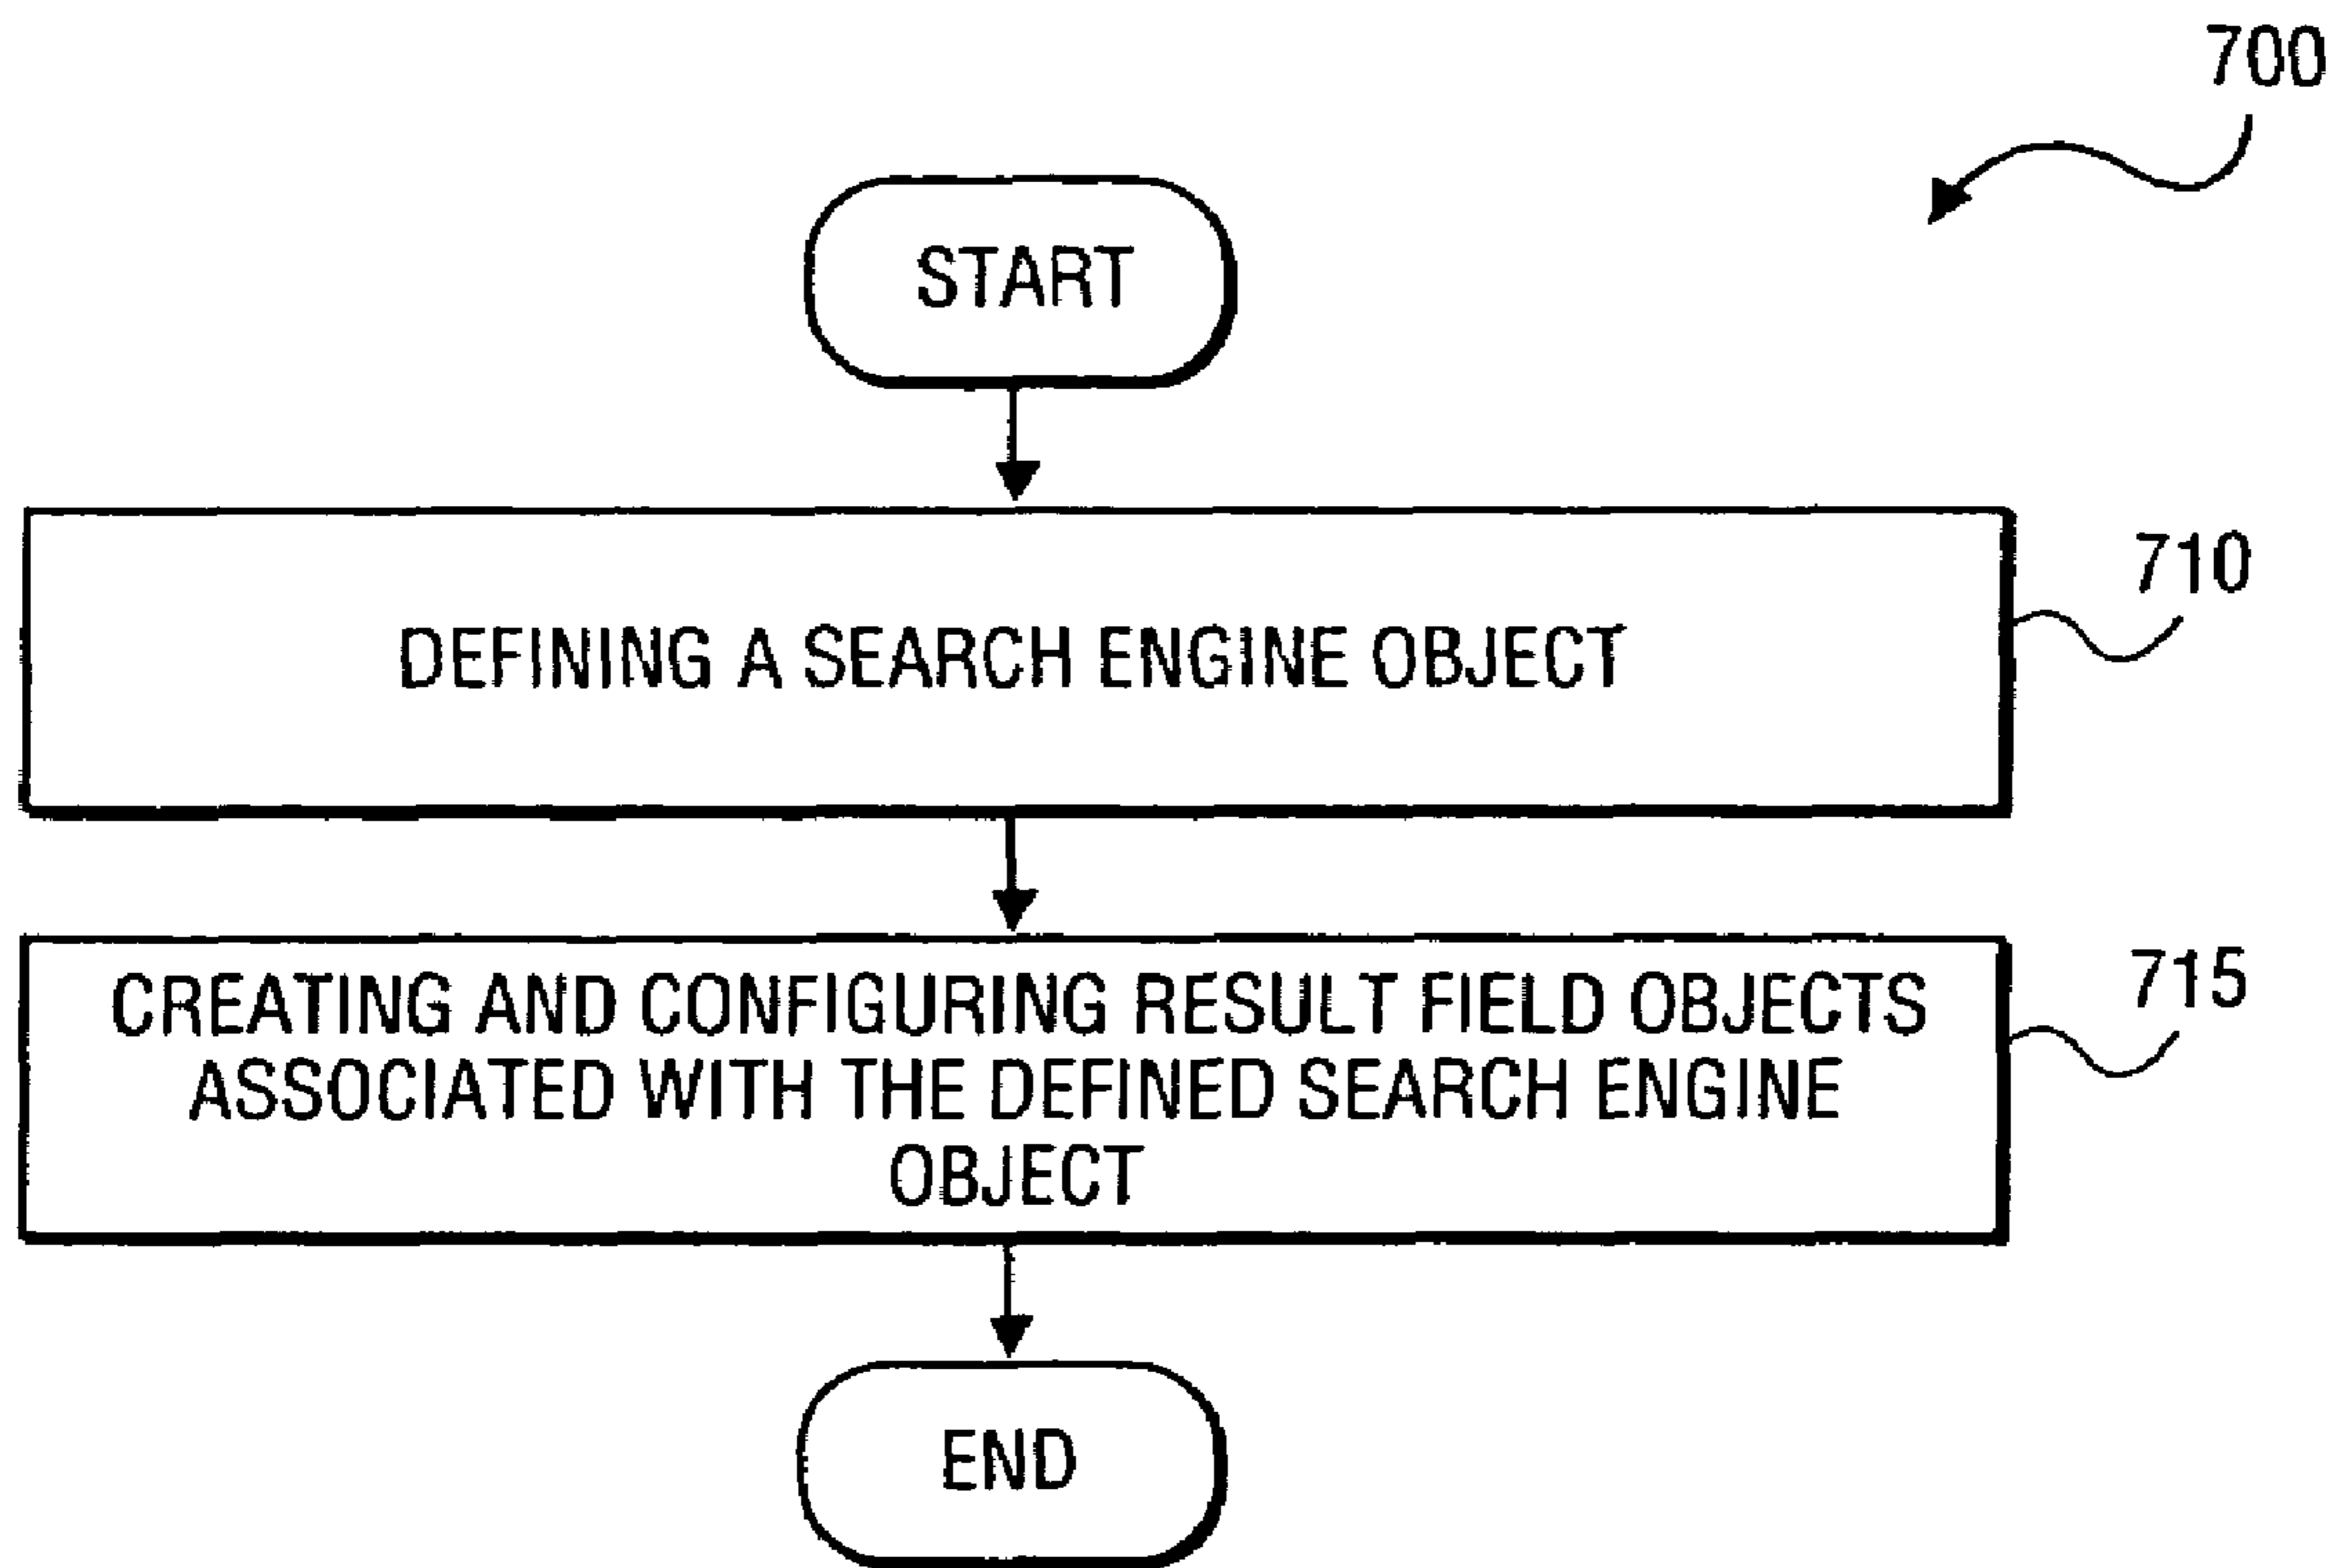 700
START
DEFINING A SEARCH ENGINE OBJECT
710
CREATING AND CONFIGURING RESULT FIELD OBJECTS
ASSOCIATED WITH THE DEFINED SEARCH ENGINE
OBJECT
715
END